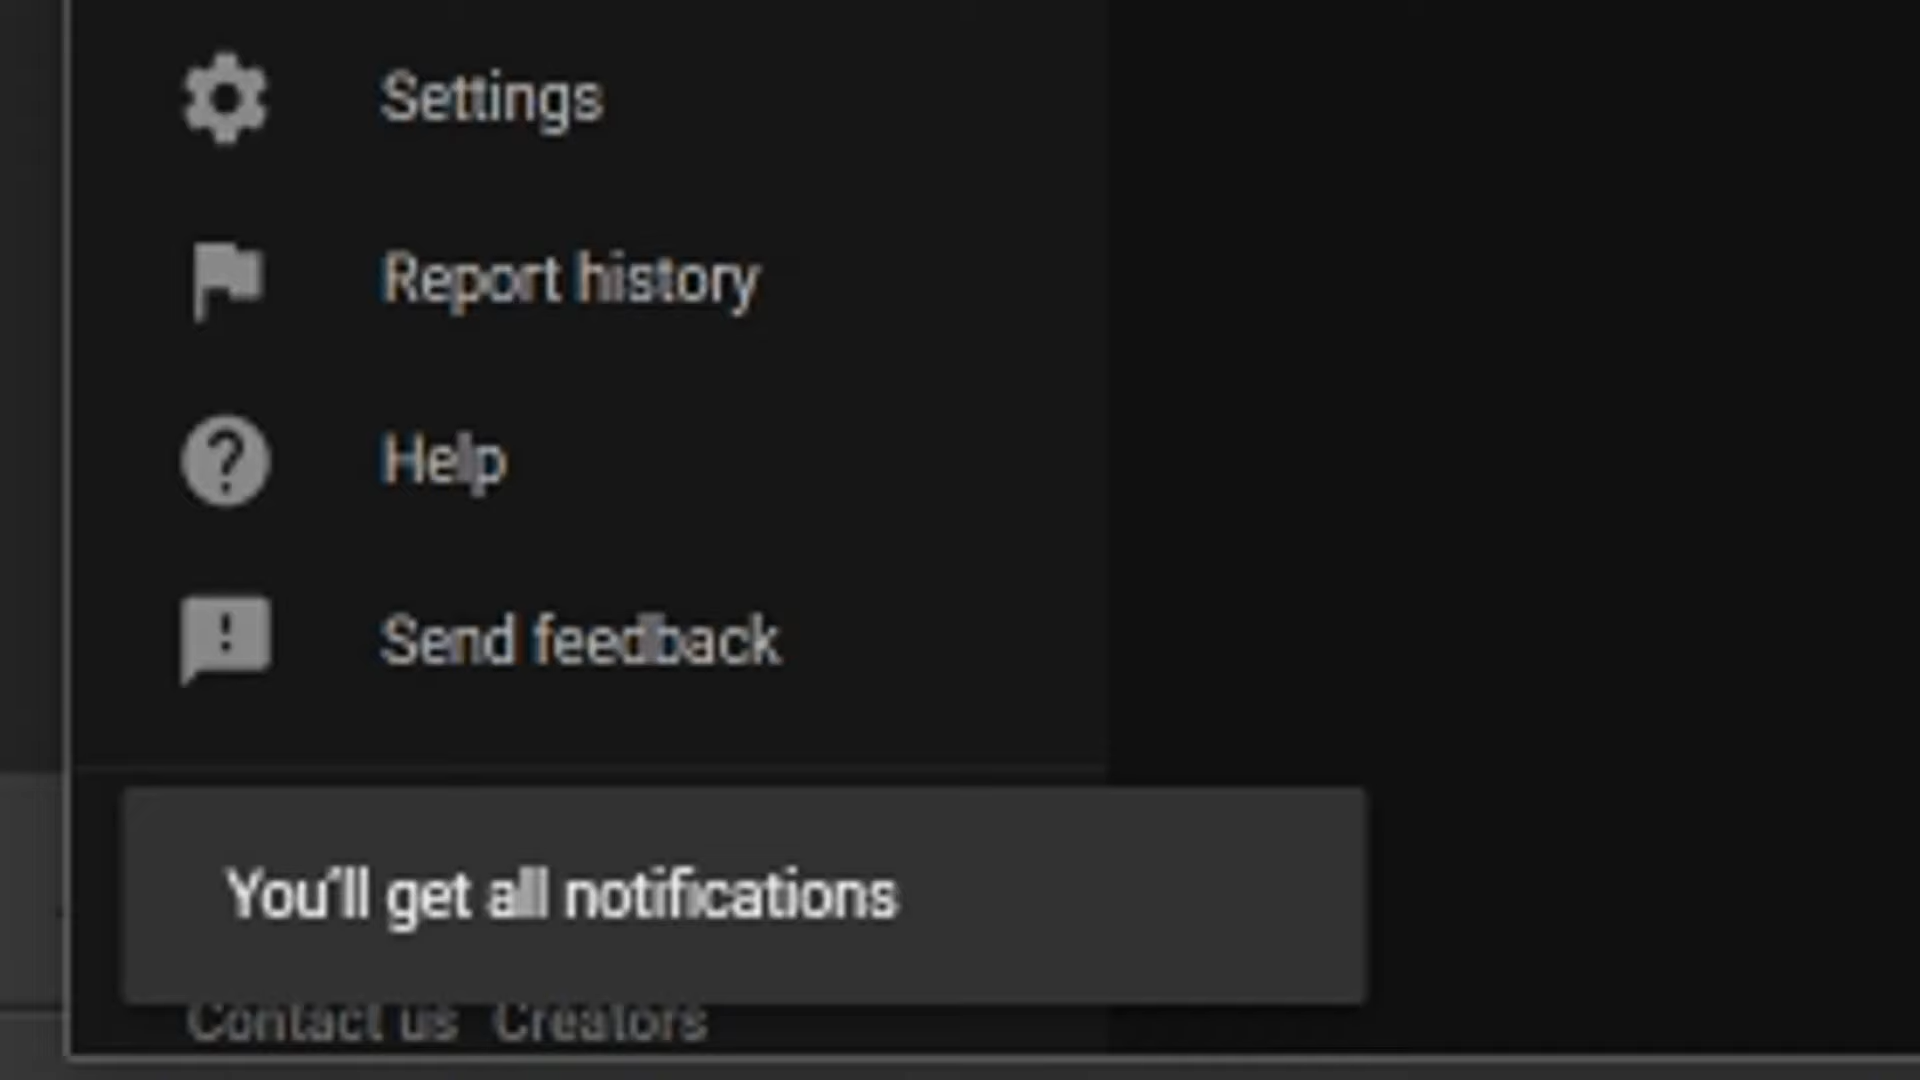 Settings
Report history
Help
Send feedback
You'll get all notifications
Contact us Creators